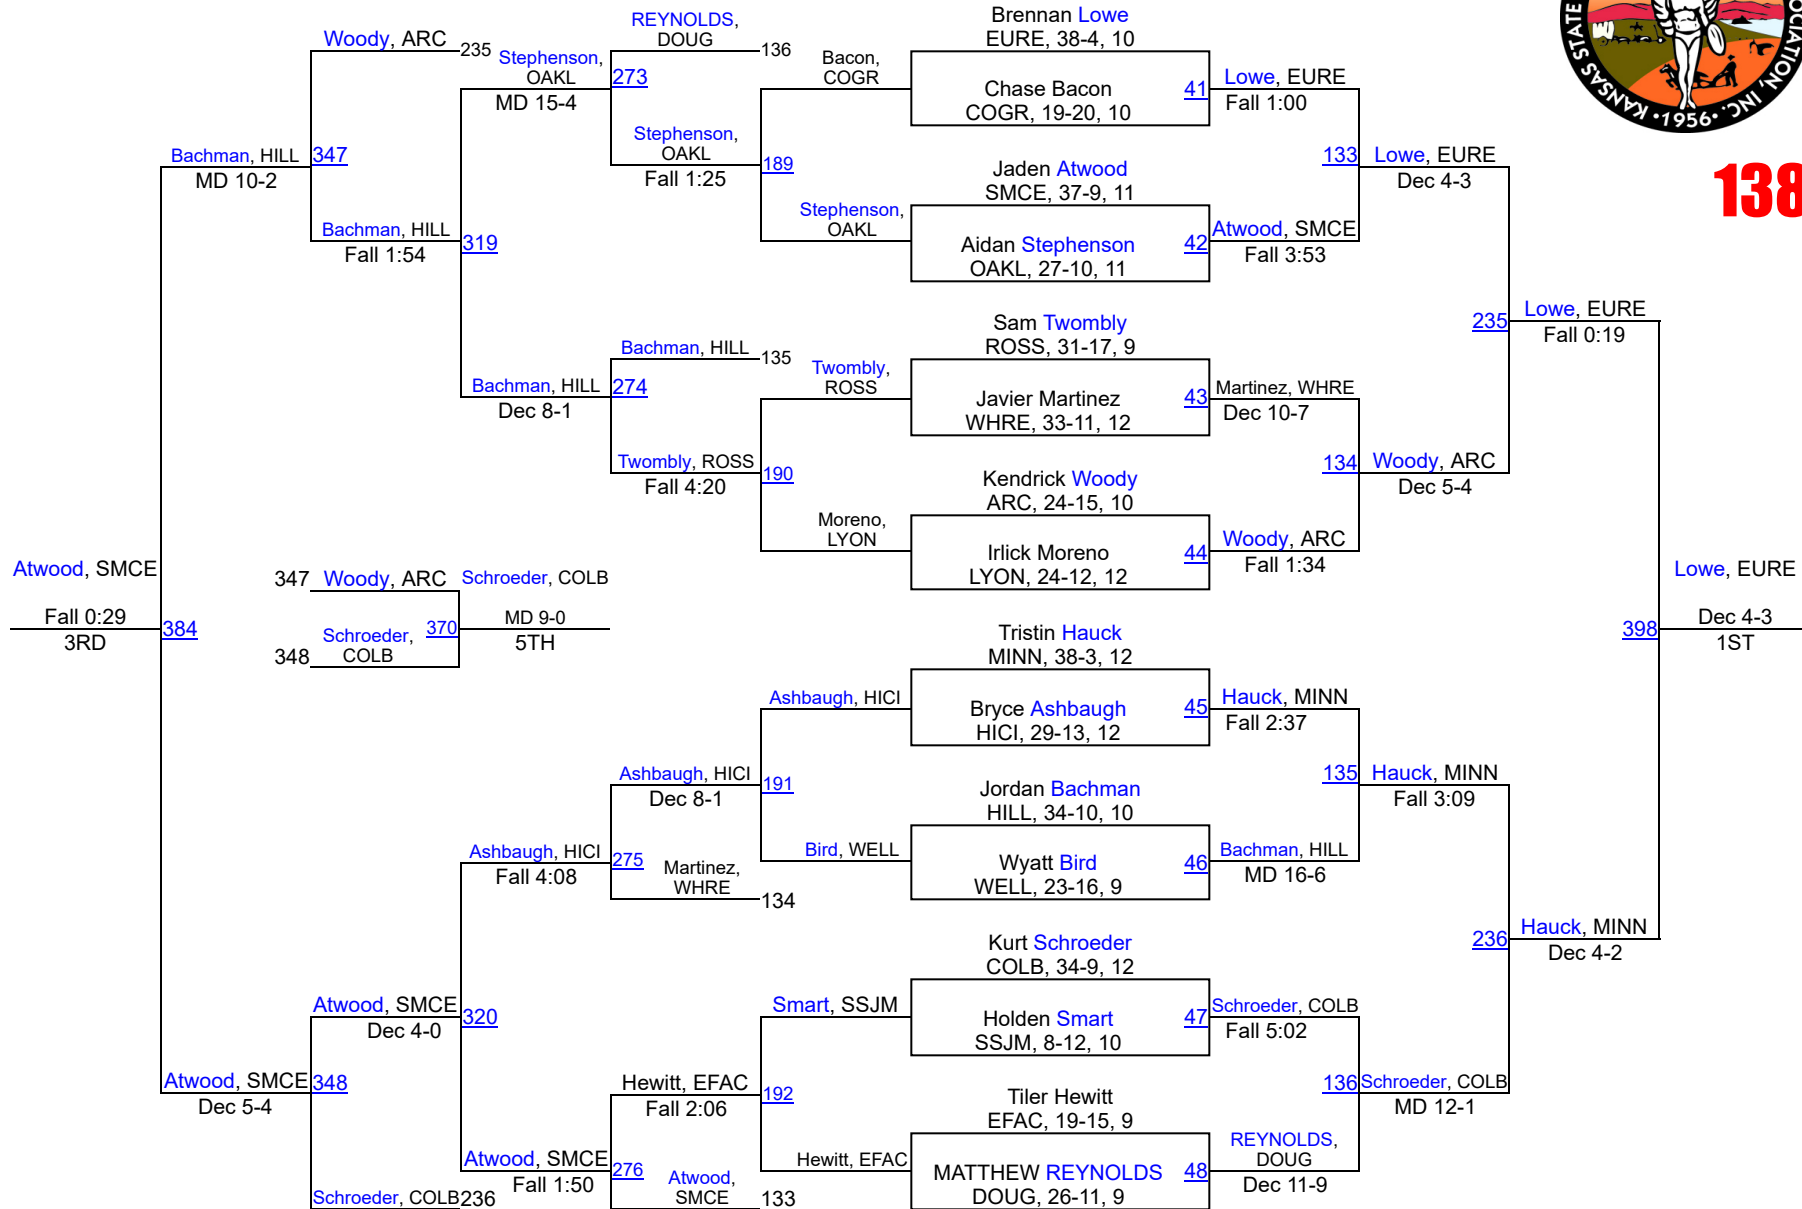 Woody, ARC
235
Bachman, HILL
MD 10-2
347
Bachman, HILL
Fall 1:54
Stephenson,
OAKL
MD 15-4
319
REYNOLDS,
DOUG
136
273
Stephenson,
OAKL
Fall 1:25
Bachman, HILL
Dec 8-1
Bachman, HILL
135
274
Twombly, ROSS
Fall 4:20
Bacon,
COGR
189
Stephenson,
OAKL
Twombly,
ROSS
190
Moreno,
LYON
Brennan Lowe
EURE, 38-4, 10
Chase Bacon
COGR, 19-20, 10
41
Lowe, EURE
Fall 1:00
Jaden Atwood
SMCE, 37-9, 11
Aidan Stephenson
OAKL, 27-10, 11
42
Atwood, SMCE
Fall 3:53
133
Lowe, EURE
Dec 4-3
Sam Twombly
ROSS, 31-17, 9
Javier Martinez
WHRE, 33-11, 12
43
Martinez, WHRE
Dec 10-7
Kendrick Woody
ARC, 24-15, 10
Irlick Moreno
LYON, 24-12, 12
44
Woody, ARC
Fall 1:34
134
Woody, ARC
Dec 5-4
235
Lowe, EURE
Fall 0:19
KANSAS STATE
OCIATION, INC.
•1956•
138
Atwood, SMCE
Fall 0:29
3RD
384
347
Woody, ARC
348
Schroeder,
COLB
370
Schroeder, COLB
MD 9-0
5TH
398
Lowe, EURE
Dec 4-3
1ST
Tristin Hauck
MINN, 38-3, 12
Bryce Ashbaugh
HICI, 29-13, 12
45
Hauck, MINN
Fall 2:37
Jordan Bachman
HILL, 34-10, 10
Wyatt Bird
WELL, 23-16, 9
46
Bachman, HILL
MD 16-6
135
Hauck, MINN
Fall 3:09
Kurt Schroeder
COLB, 34-9, 12
Holden Smart
SSJM, 8-12, 10
47
Schroeder, COLB
Fall 5:02
Tiler Hewitt
EFAC, 19-15, 9
MATTHEW REYNOLDS
DOUG, 26-11, 9
48
REYNOLDS,
DOUG
Dec 11-9
136
Schroeder, COLB
MD 12-1
236
Hauck, MINN
Dec 4-2
Ashbaugh, HICI
191
Bird, WELL
Ashbaugh, HICI
Dec 8-1
275
Martinez,
WHRE
134
Ashbaugh, HICI
Fall 4:08
Smart, SSJM
192
Hewitt, EFAC
Hewitt, EFAC
Fall 2:06
276
Atwood,
SMCE
133
Atwood, SMCE
Fall 1:50
320
Atwood, SMCE
Dec 4-0
348
Schroeder, COLB
236
Atwood, SMCE
Dec 5-4